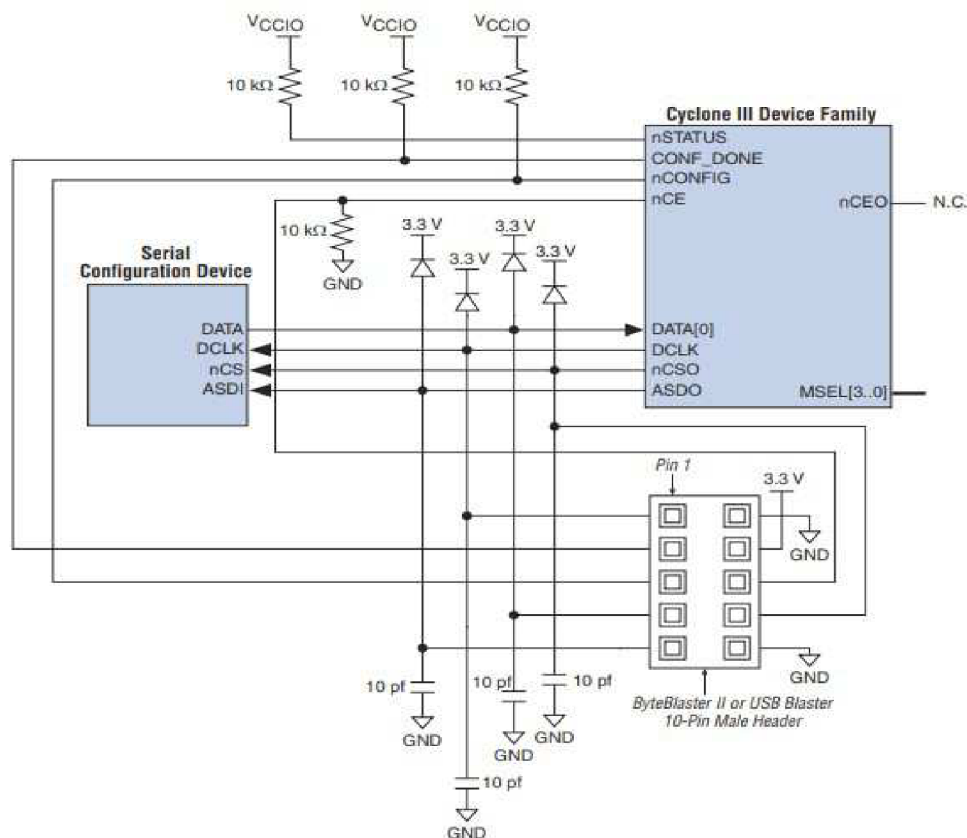 VCCIO VCCIO VCCIO
10 kΩ 10 kΩ 10 kΩ
Cyclone III Device Family
nSTATUS
CONF_DONE
nCONFIG
nCE
nCEO N.C.
10 kΩ
GND
3.3 V
3.3 V
3.3 V
3.3 V
Serial
Configuration Device
DATA
DCLK
nCS
ASDI
DATA[0]
DCLK
nCSO
ASDO
MSEL[3..0]
Pin 1
3.3 V
GND
GND
10 pf
GND
10 pf
GND
10 pf
GND
10 pf
GND
ByteBlaster II or USB Blaster
10-Pin Male Header